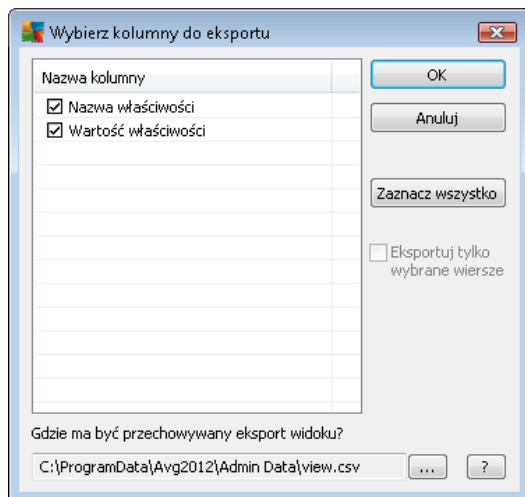 Wybierz kolumny do eksportu
Nazwa kolumny
OK
Nazwa właściwości
Wartość właściwości
Anuluj
Zaznacz wszystko
Eksportuj tylko
wybrane wiersze
Gdzie ma być przechowywany eksport widoku?
C:\ProgramData\Avg2012\Admin Data\view.csv
...
?